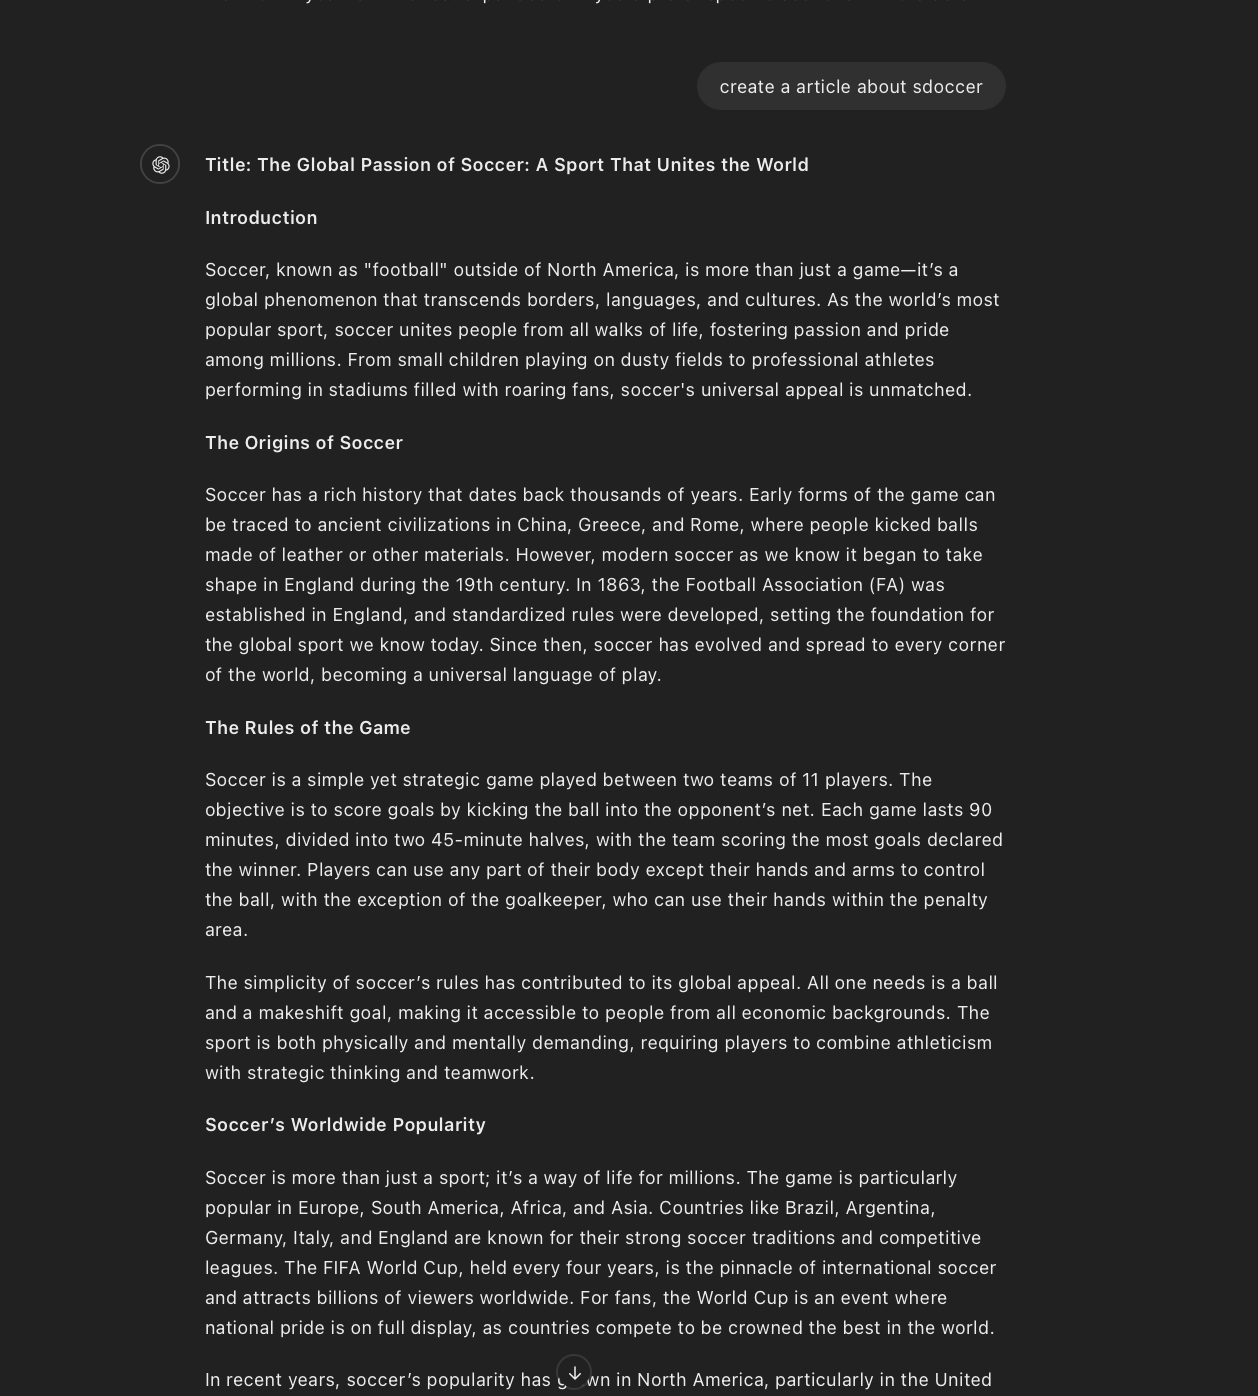 create a article about sdoccer
Title: The Global Passion of Soccer: A Sport That Unites the World
Introduction
Soccer, known as "football" outside of North America, is more than just a game—it’s a
global phenomenon that transcends borders, languages, and cultures. As the world’s most
popular sport, soccer unites people from all walks of life, fostering passion and pride
among millions. From small children playing on dusty fields to professional athletes
performing in stadiums filled with roaring fans, soccer's universal appeal is unmatched.
The Origins of Soccer
Soccer has a rich history that dates back thousands of years. Early forms of the game can
be traced to ancient civilizations in China, Greece, and Rome, where people kicked balls
made of leather or other materials. However, modern soccer as we know it began to take
shape in England during the 19th century. In 1863, the Football Association (FA) was
established in England, and standardized rules were developed, setting the foundation for
the global sport we know today. Since then, soccer has evolved and spread to every corner
of the world, becoming a universal language of play.
The Rules of the Game
Soccer is a simple yet strategic game played between two teams of 11 players. The
objective is to score goals by kicking the ball into the opponent’s net. Each game lasts 90
minutes, divided into two 45-minute halves, with the team scoring the most goals declared
the winner. Players can use any part of their body except their hands and arms to control
the ball, with the exception of the goalkeeper, who can use their hands within the penalty
area.
The simplicity of soccer’s rules has contributed to its global appeal. All one needs is a ball
and a makeshift goal, making it accessible to people from all economic backgrounds. The
sport is both physically and mentally demanding, requiring players to combine athleticism
with strategic thinking and teamwork.
Soccer’s Worldwide Popularity
Soccer is more than just a sport; it’s a way of life for millions. The game is particularly
popular in Europe, South America, Africa, and Asia. Countries like Brazil, Argentina,
Germany, Italy, and England are known for their strong soccer traditions and competitive
leagues. The FIFA World Cup, held every four years, is the pinnacle of international soccer
and attracts billions of viewers worldwide. For fans, the World Cup is an event where
national pride is on full display, as countries compete to be crowned the best in the world.
In recent years, soccer’s popularity has grown in North America, particularly in the United